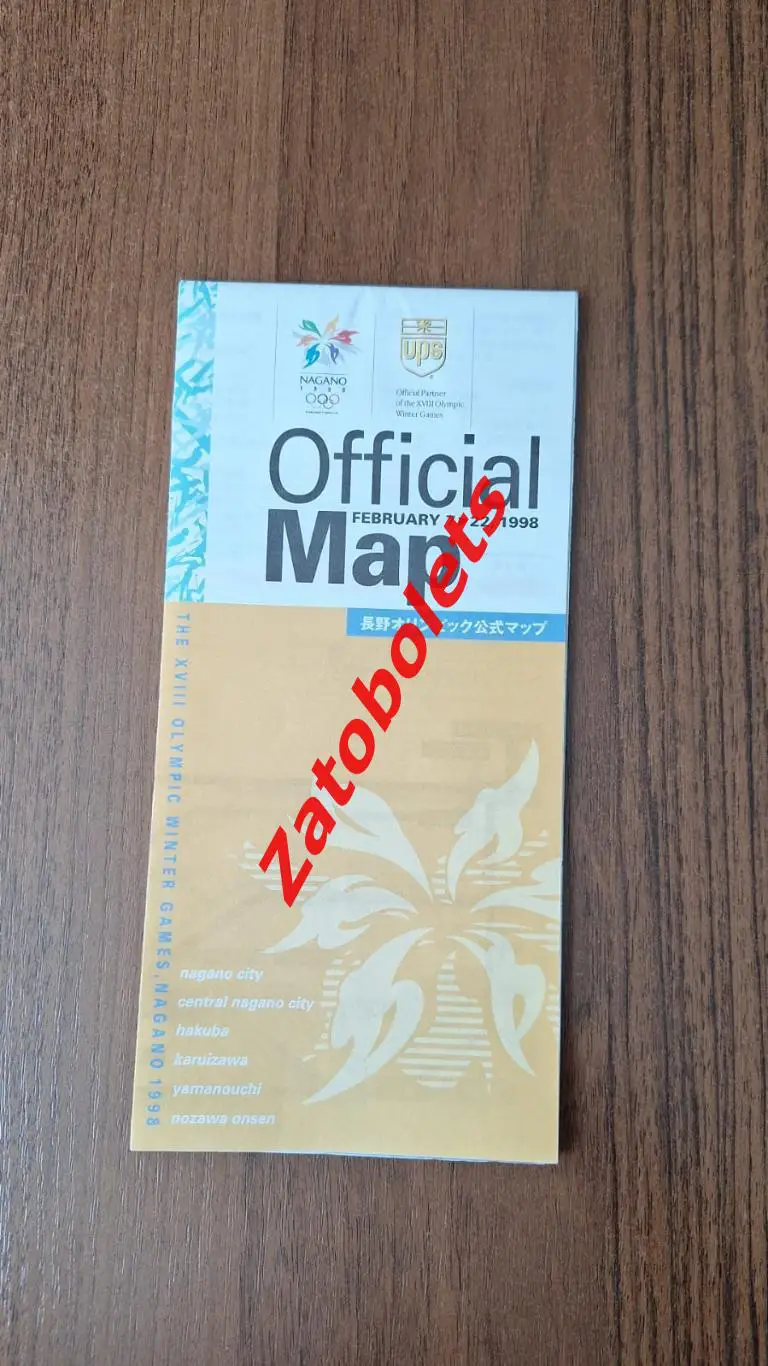 NAGANO
1998
ups
Official Partner
of the XVIII Olympic
Winter Games
Official
FEBRUARY 7-22, 1998
Map
長野オリンピック公式マップ
THE XVIII OLYMPIC WINTER GAMES, NAGANO 1998
Zatobolets
nagano city
central nagano city
hakuba
karuizawa
yamanouchi
nozawa onsen